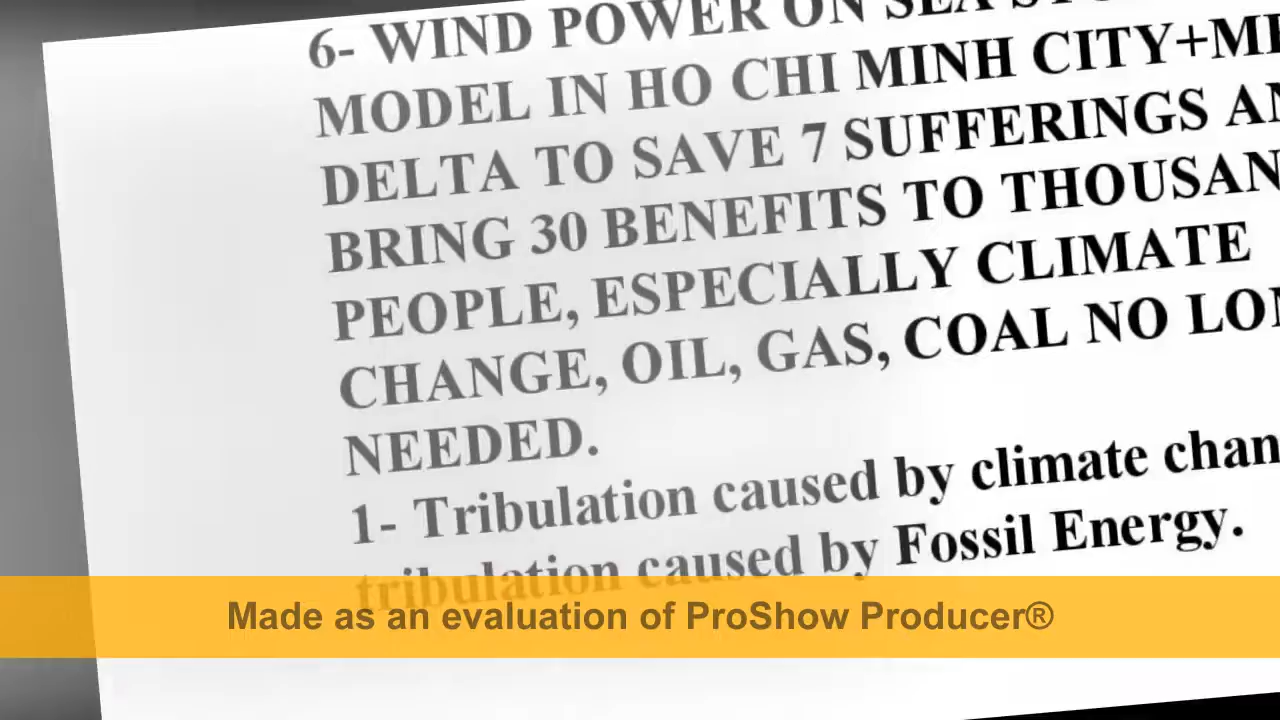 6- WIND POWER ON SEA
MODEL IN HO CHI MINH CITY+
DELTA TO SAVE 7 SUFFERINGS
BRING 30 BENEFITS TO
PEOPLE, ESPECIALLY CLIMATE
CHANGE, OIL, GAS, COAL NO
NEEDED.
1- Tribulation caused by climate
tribulation caused by Fossil Energy.
Made as an evaluation of ProShow Producer®